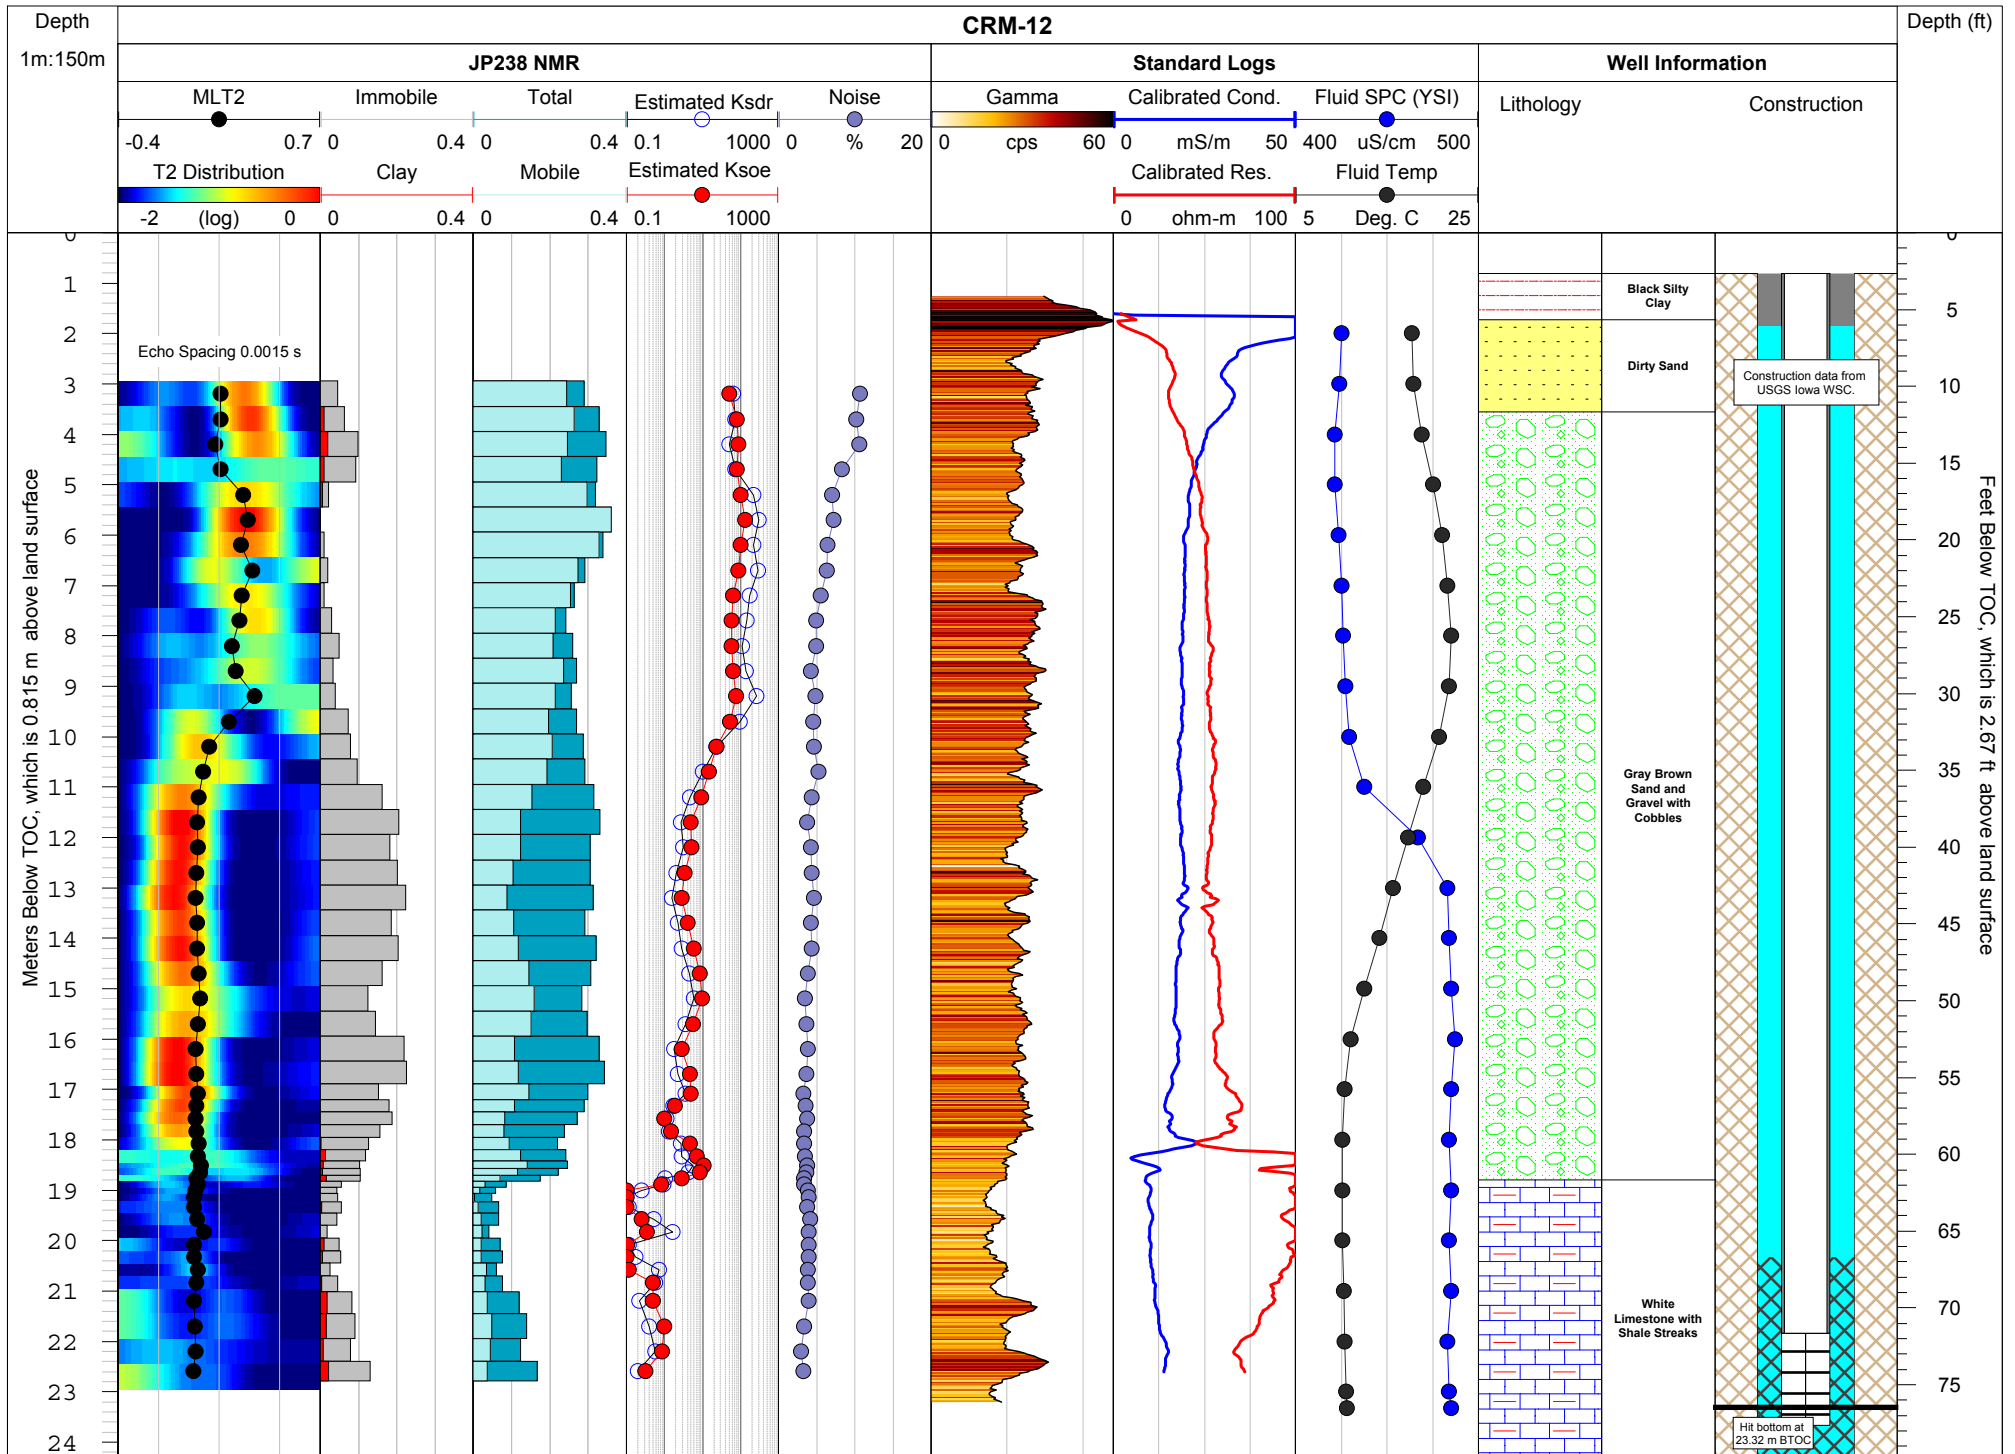 Depth
CRM-12
Depth (ft)
1m:150m
JP238 NMR
Standard Logs
Well Information
MLT2
Immobile
Total
Estimated Ksdr
Noise
Gamma
Calibrated Cond.
Fluid SPC (YSI)
Lithology
Construction
-0.4 0.7
0 0.4
0 0.4
0.1 1000
0 % 20
0 cps 60
0 mS/m 50
400 uS/cm 500
T2 Distribution
Clay
Mobile
Estimated Ksoe
Calibrated Res.
Fluid Temp
-2 (log) 0
0 0.4
0 0.4
0.1 1000
0 ohm-m 100
5 Deg. C 25
Meters Below TOC, which is 0.815 m above land surface
0
1
2
3
4
5
6
7
8
9
10
11
12
13
14
15
16
17
18
19
20
21
22
23
24
Echo Spacing 0.0015 s
Black Silty
Clay
Dirty Sand
Gray Brown
Sand and
Gravel with
Cobbles
White
Limestone with
Shale Streaks
Construction data from
USGS Iowa WSC.
Hit bottom at
23.32 m BTOC
0
5
10
15
20
25
30
35
40
45
50
55
60
65
70
75
Feet Below TOC, which is 2.67 ft above land surface